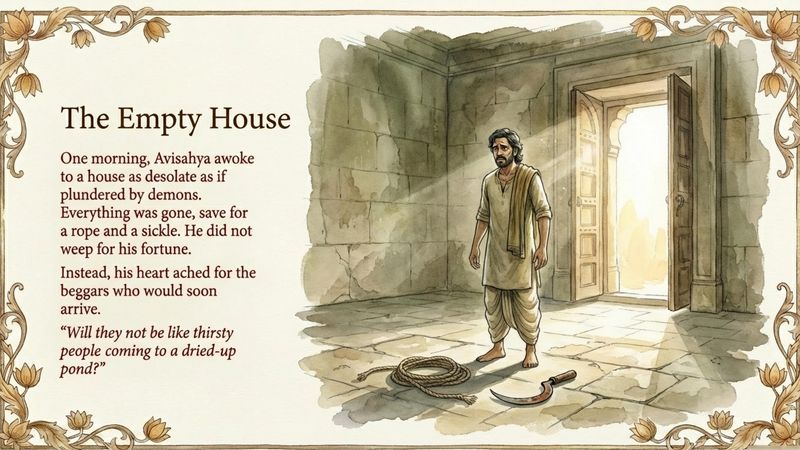 The Empty House
One morning, Avisahya awoke
to a house as desolate as if
plundered by demons.
Everything was gone, save for
a rope and a sickle. He did not
weep for his fortune.
Instead, his heart ached for the
beggars who would soon
arrive.
“Will they not be like thirsty
people coming to a dried-up
pond?”